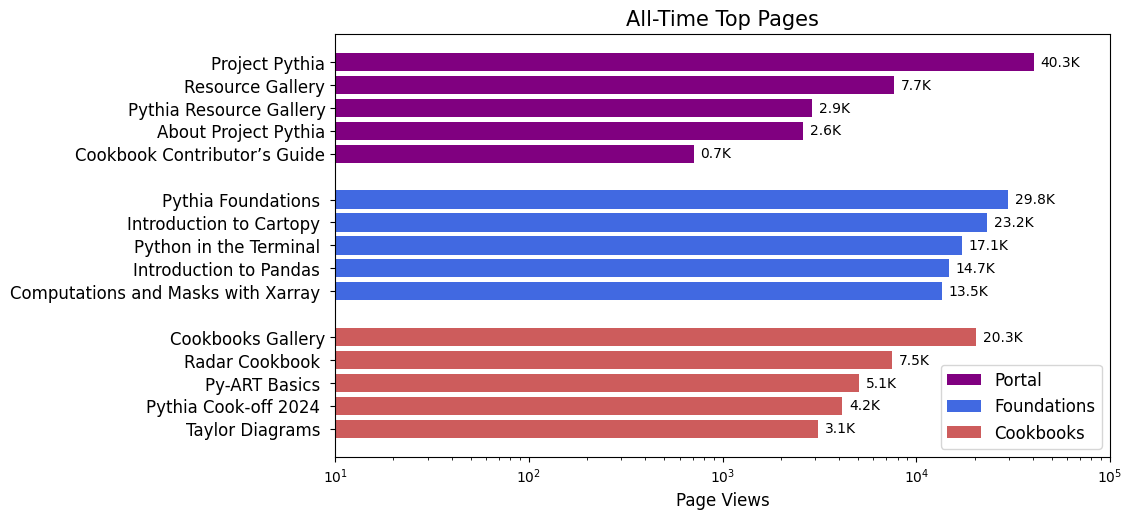 All-Time Top Pages
Project Pythia 40.3K
Resource Gallery 7.7K
Pythia Resource Gallery 2.9K
About Project Pythia 2.6K
Cookbook Contributor’s Guide 0.7K
Pythia Foundations 29.8K
Introduction to Cartopy 23.2K
Python in the Terminal 17.1K
Introduction to Pandas 14.7K
Computations and Masks with Xarray 13.5K
Cookbooks Gallery 20.3K
Radar Cookbook 7.5K
Py-ART Basics 5.1K
Pythia Cook-off 2024 4.2K
Taylor Diagrams 3.1K
Portal
Foundations
Cookbooks
10¹ 10² 10³ 10⁴ 10⁵
Page Views